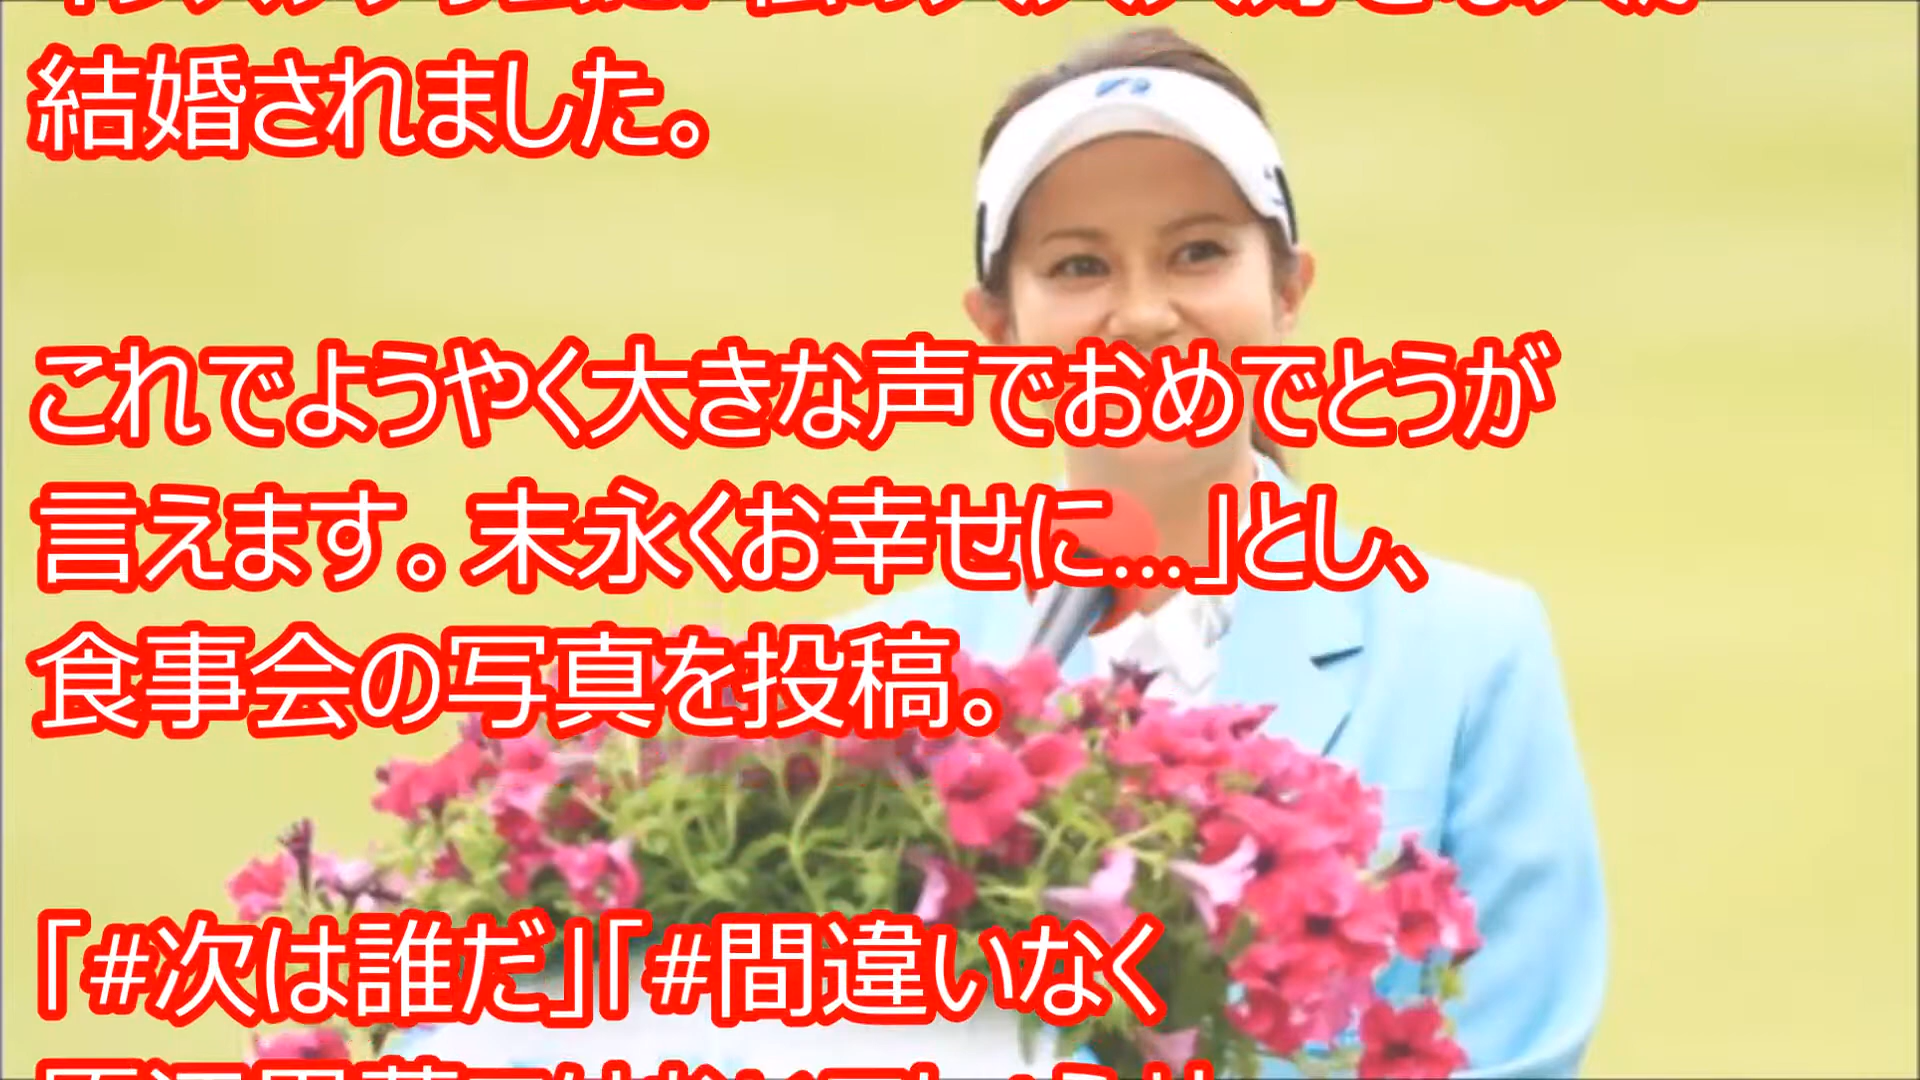 結婚されました。
これでようやく大きな声でおめでとうが
言えます。末永くお幸せに...」とし、
食事会の写真を投稿。
「#次は誰だ」「#間違いなく